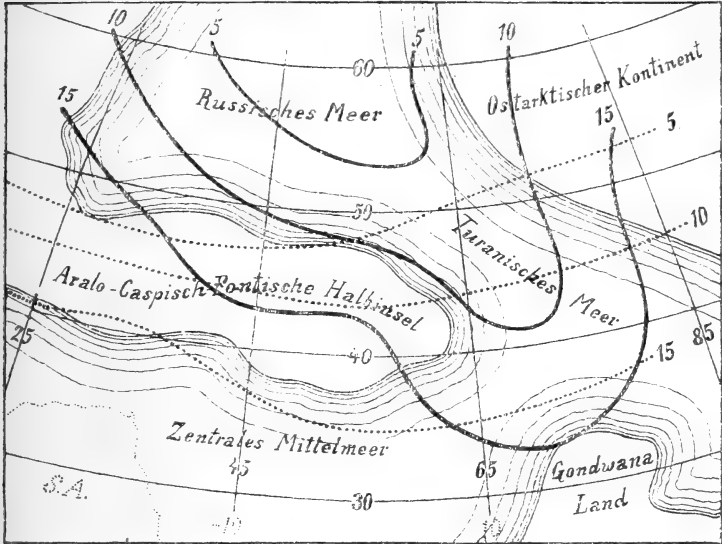 10
5
5
10
15
15
60
Russisches Meer
Ostarktischer Kontinent
5
50
10
Turanisches Meer
Aralo-Caspisch-Pontische Halbinsel
25
85
40
15
Zentrales Mittelmeer
45
65
Gondwana Land
S.A.
30